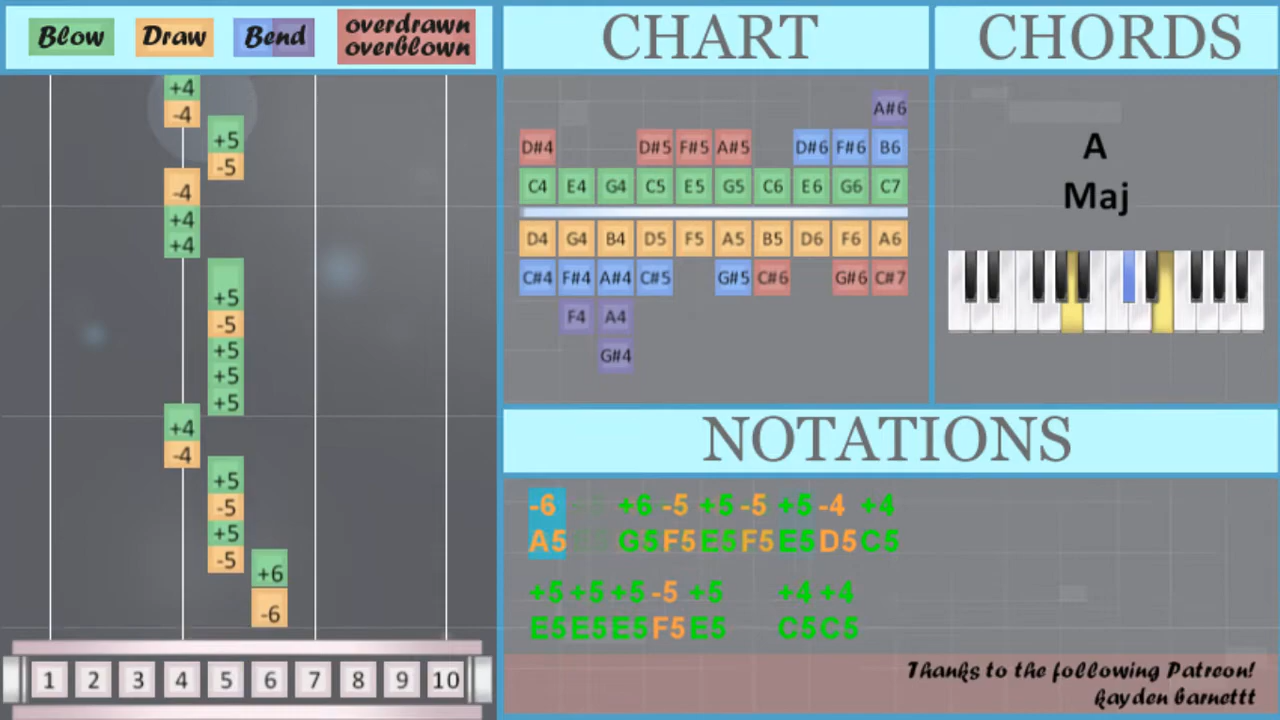 Blow Draw Bend overdrawn
overblown
CHART
CHORDS
+4
-4
+5
-5
-4
+4
+4
+5
-5
+5
+5
+5
+4
-4
+5
-5
+5
-5
+6
-6
1 2 3 4 5 6 7 8 9 10
A#6
D#4 D#5 F#5 A#5 D#6 F#6 B6
C4 E4 G4 C5 E5 G5 C6 E6 G6 C7
D4 G4 B4 D5 F5 A5 B5 D6 F6 A6
C#4 F#4 A#4 C#5 G#5 C#6 G#6 C#7
F4 A4
G#4
A
Maj
NOTATIONS
-6 +6 -5 +5 -5 +5 -4 +4
A5 G5 F5 E5 F5 E5 D5 C5
+5 +5 +5 -5 +5 +4 +4
E5 E5 E5 F5 E5 C5 C5
Thanks to the following Patreon!
kayden barnettt